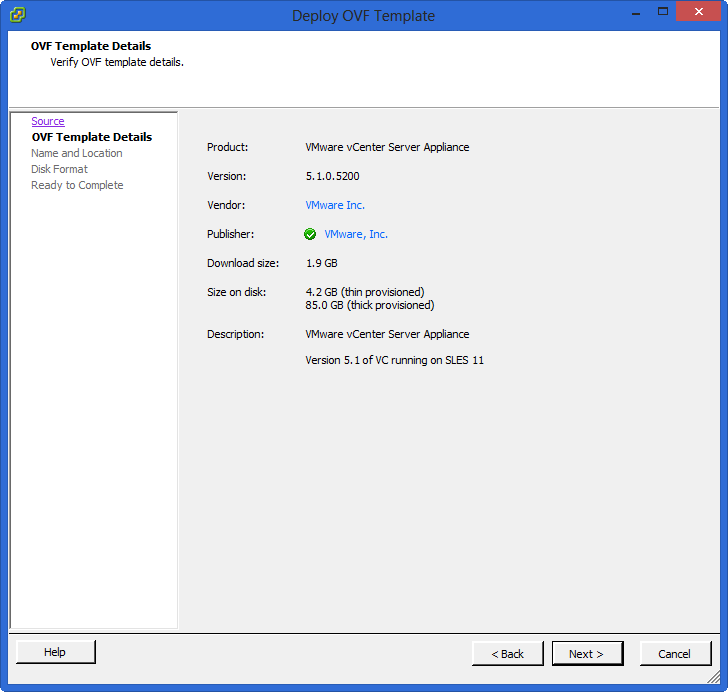 Deploy OVF Template
OVF Template Details
Verify OVF template details.
Source
OVF Template Details
Name and Location
Disk Format
Ready to Complete
Product: VMware vCenter Server Appliance
Version: 5.1.0.5200
Vendor: VMware Inc.
Publisher: VMware, Inc.
Download size: 1.9 GB
Size on disk: 4.2 GB (thin provisioned)
85.0 GB (thick provisioned)
Description: VMware vCenter Server Appliance
Version 5.1 of VC running on SLES 11
Help < Back Next > Cancel